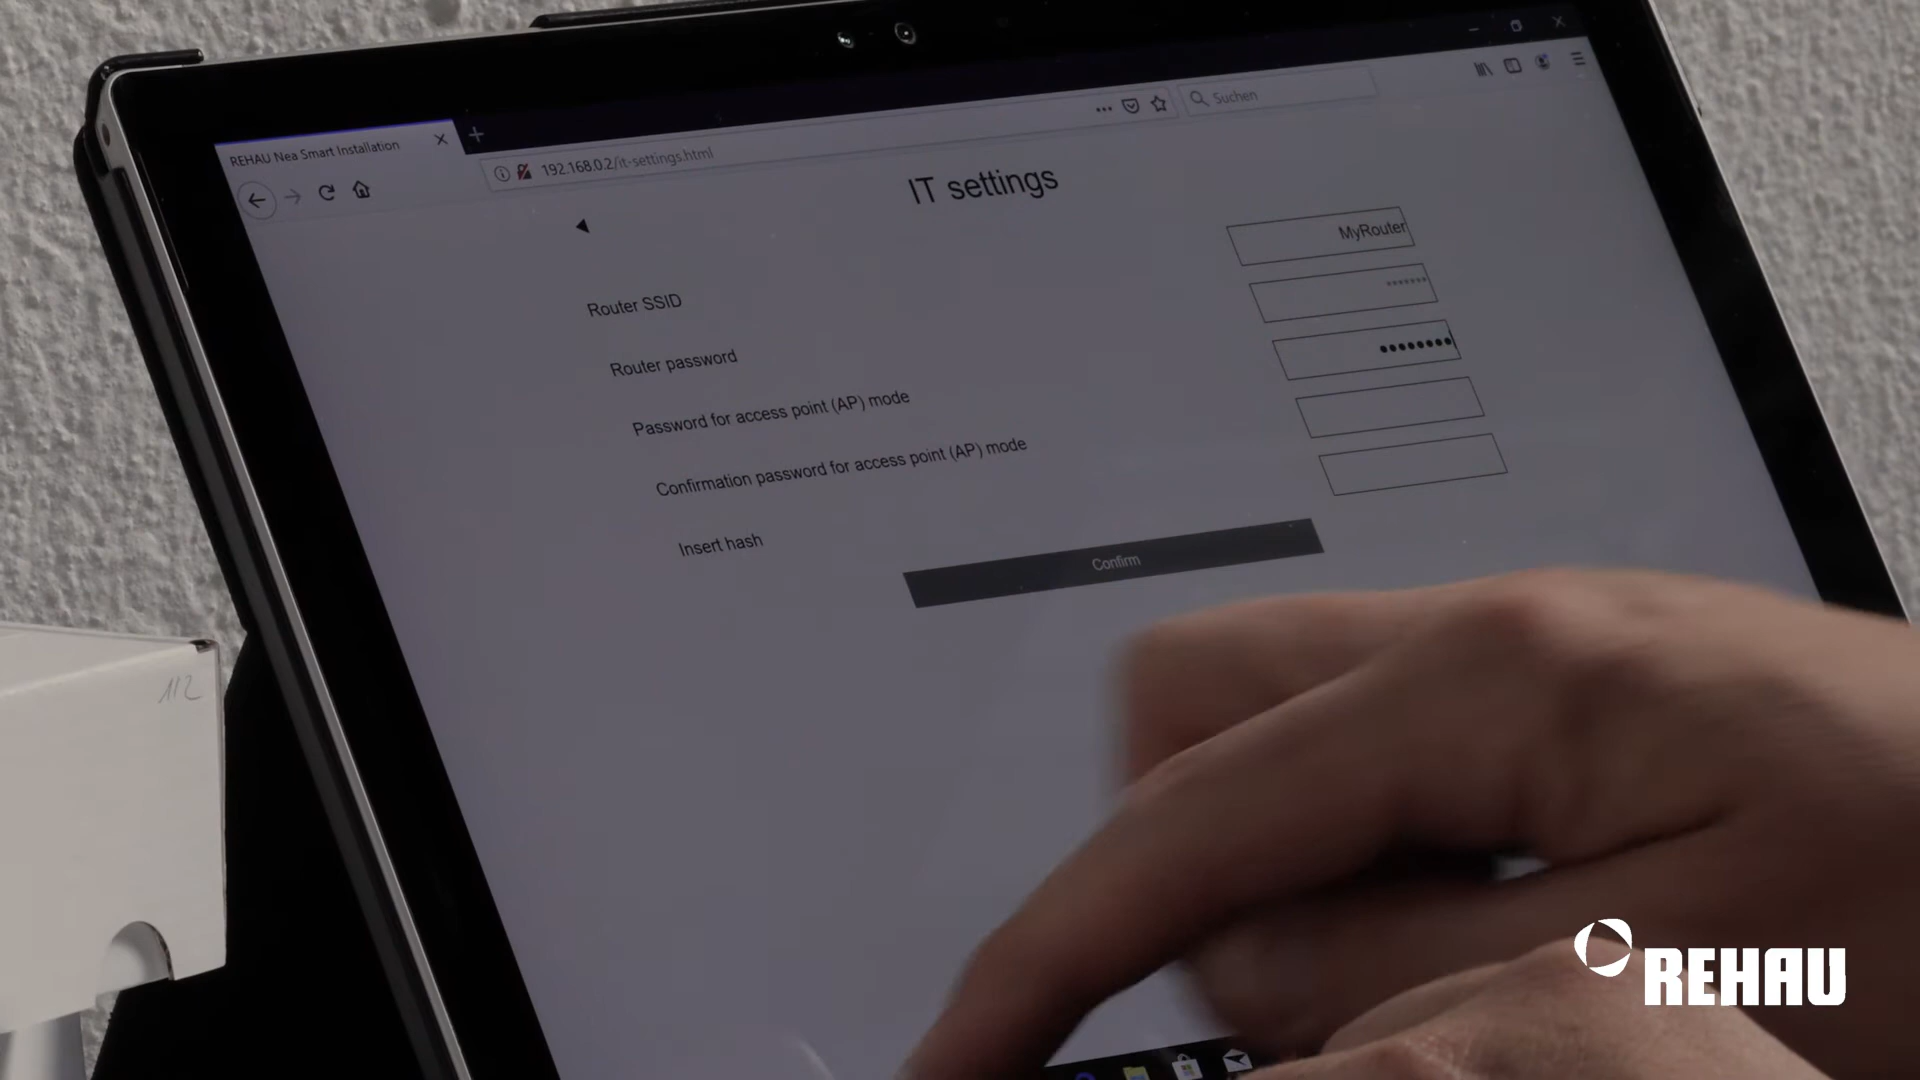 REHAU Nea Smart Installation
192.168.0.2/it-settings.html
Suchen
IT settings
Router SSID
MyRouter
Router password
*******
Password for access point (AP) mode
••••••••
Confirmation password for access point (AP) mode
Insert hash
Confirm
112
REHAU